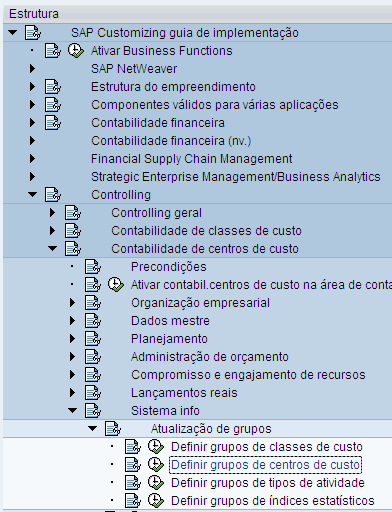 Estrutura
SAP Customizing guia de implementação
Ativar Business Functions
SAP NetWeaver
Estrutura do empreendimento
Componentes válidos para várias aplicações
Contabilidade financeira
Contabilidade financeira (nv.)
Financial Supply Chain Management
Strategic Enterprise Management/Business Analytics
Controlling
Controlling geral
Contabilidade de classes de custo
Contabilidade de centros de custo
Precondições
Ativar contabil.centros de custo na área de conta
Organização empresarial
Dados mestre
Planejamento
Administração de orçamento
Compromisso e engajamento de recursos
Lançamentos reais
Sistema info
Atualização de grupos
Definir grupos de classes de custo
Definir grupos de centros de custo
Definir grupos de tipos de atividade
Definir grupos de índices estatísticos